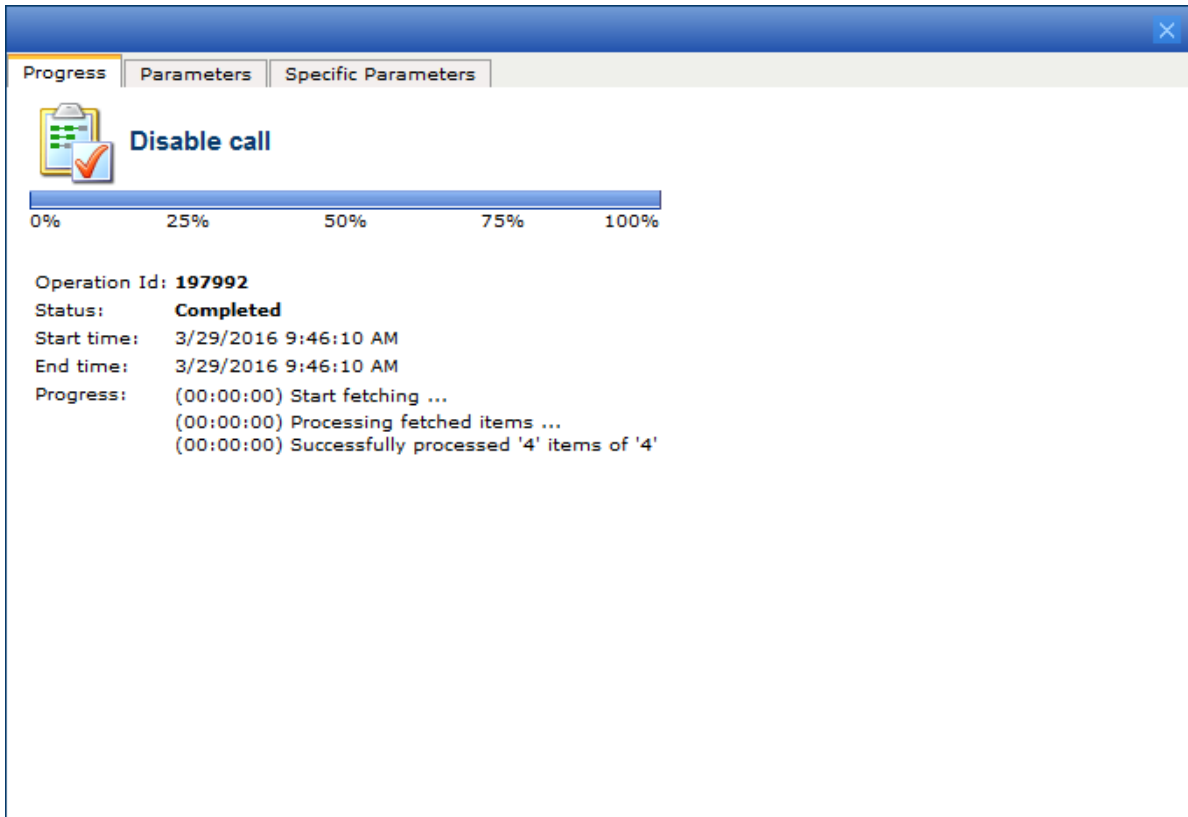 Progress Parameters Specific Parameters
Disable call
0% 25% 50% 75% 100%
Operation Id: 197992
Status: Completed
Start time: 3/29/2016 9:46:10 AM
End time: 3/29/2016 9:46:10 AM
Progress: (00:00:00) Start fetching ...
(00:00:00) Processing fetched items ...
(00:00:00) Successfully processed '4' items of '4'